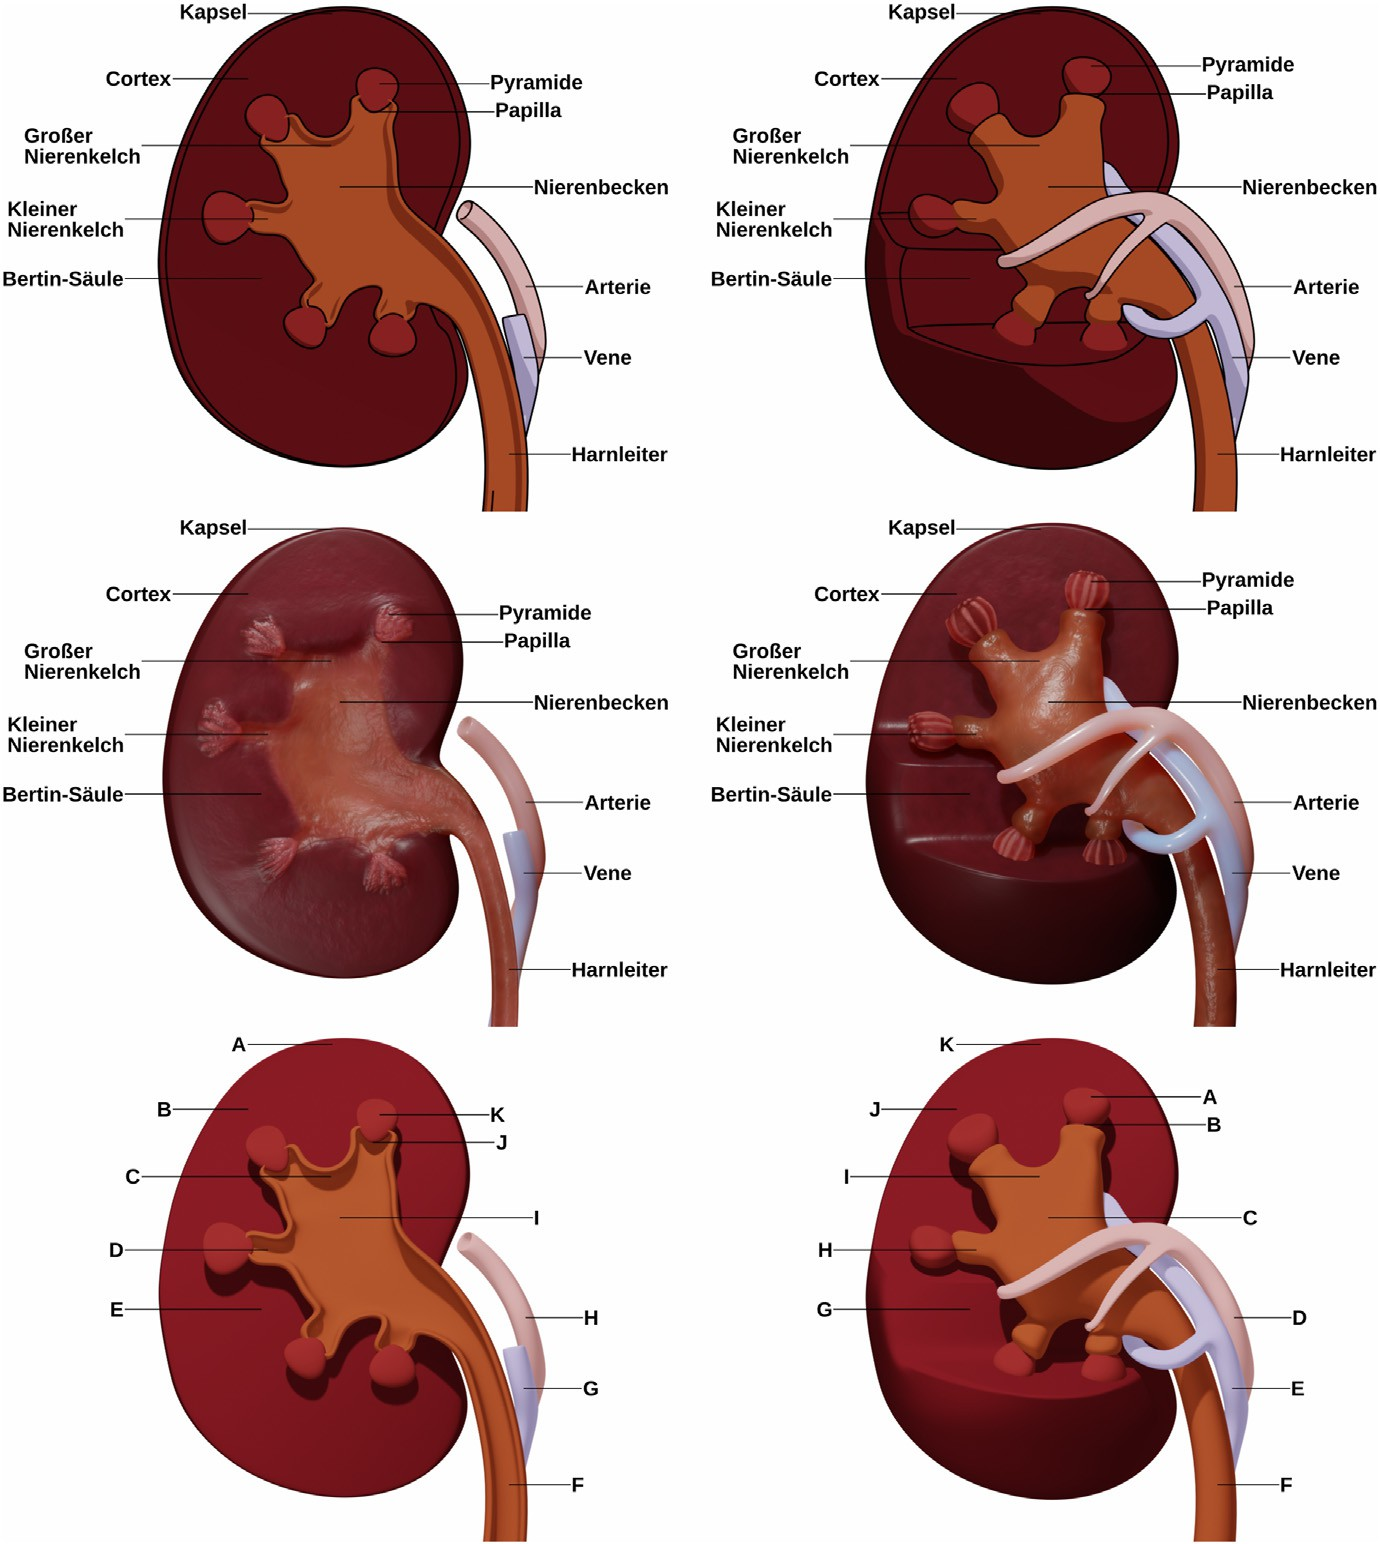 Kapsel
Cortex
Pyramide
Papilla
Großer
Nierenkelch
Nierenbecken
Kleiner
Nierenkelch
Bertin-Säule
Arterie
Vene
Harnleiter
Kapsel
Cortex
Pyramide
Papilla
Großer
Nierenkelch
Nierenbecken
Kleiner
Nierenkelch
Bertin-Säule
Arterie
Vene
Harnleiter
Kapsel
Cortex
Pyramide
Papilla
Großer
Nierenkelch
Nierenbecken
Kleiner
Nierenkelch
Bertin-Säule
Arterie
Vene
Harnleiter
Kapsel
Cortex
Pyramide
Papilla
Großer
Nierenkelch
Nierenbecken
Kleiner
Nierenkelch
Bertin-Säule
Arterie
Vene
Harnleiter
A
B
K
J
C
I
D
E
H
G
F
K
A
J
B
I
C
H
G
D
E
F